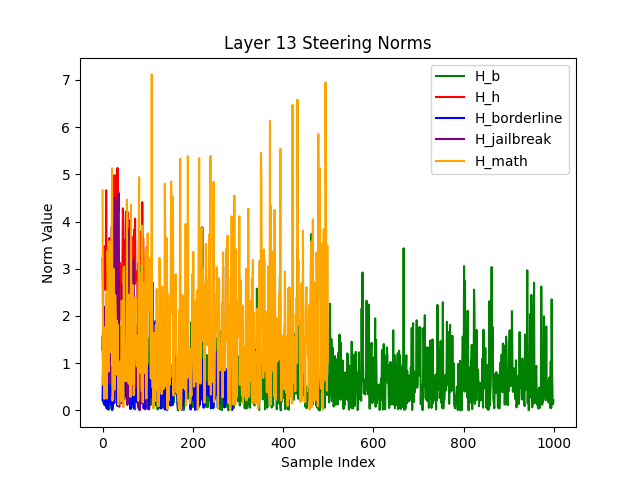 Layer 13 Steering Norms
H_b
H_h
H_borderline
H_jailbreak
H_math
Norm Value
7
6
5
4
3
2
1
0
0 200 400 600 800 1000
Sample Index